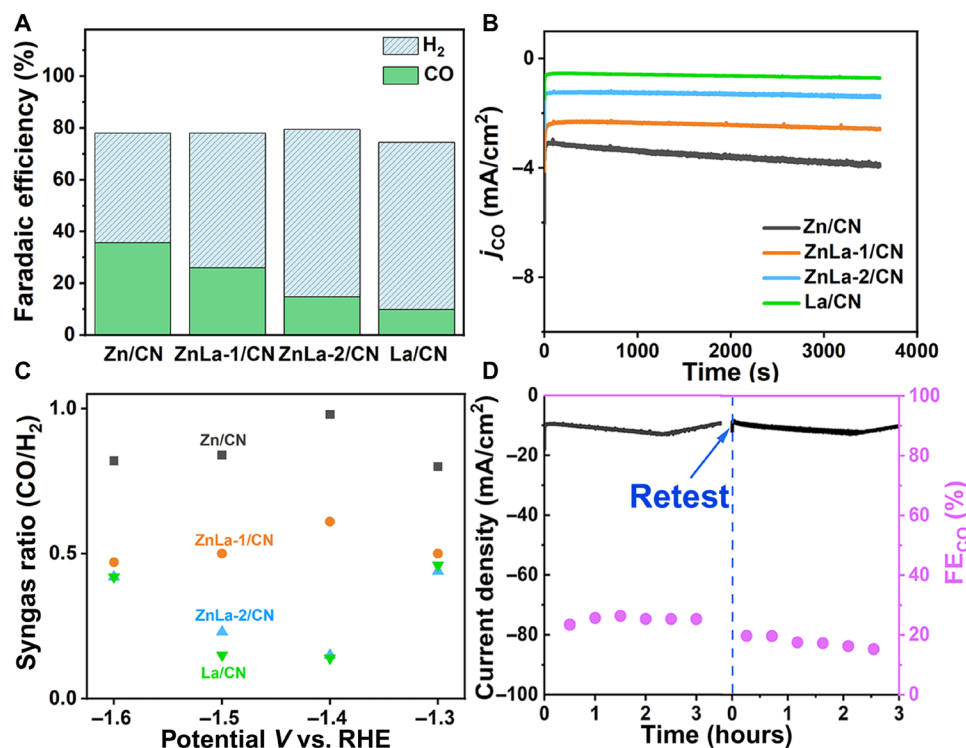 A
Faradaic efficiency (%)
100
80
60
40
20
0
H₂
CO
Zn/CN ZnLa-1/CN ZnLa-2/CN La/CN
B
jCO (mA/cm²)
0
−4
−8
Zn/CN
ZnLa-1/CN
ZnLa-2/CN
La/CN
0 1000 2000 3000 4000
Time (s)
C
Syngas ratio (CO/H₂)
1.0
0.5
0.0
Zn/CN
ZnLa-1/CN
ZnLa-2/CN
La/CN
−1.6 −1.5 −1.4 −1.3
Potential V vs. RHE
D
Current density (mA/cm²)
0
−20
−40
−60
−80
−100
Retest
100
80
60
40
20
0
FECO (%)
0 1 2 0 1 2 3
Time (hours)